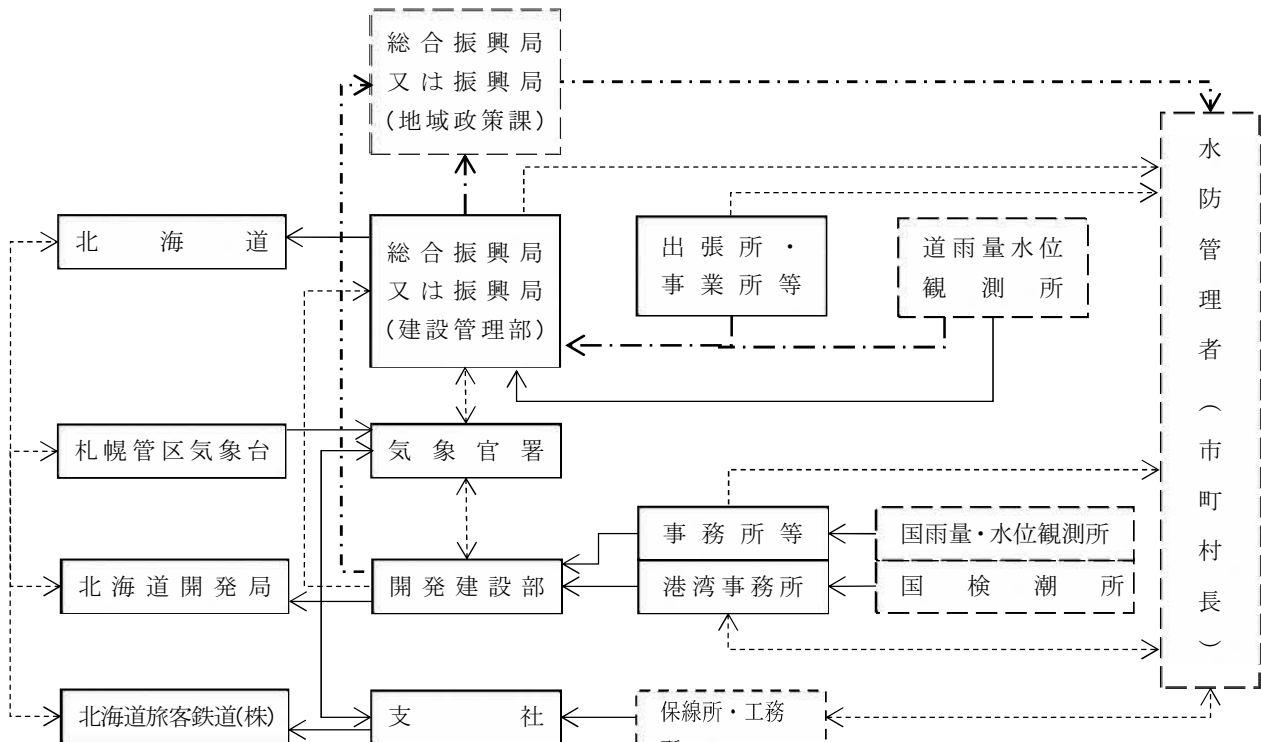 総合振興局
又は振興局
（地域政策課）
水防管理者（市町村長）
北海道
総合振興局
又は振興局
（建設管理部）
出張所・
事業所等
道雨量水位
観測所
札幌管区気象台
気象官署
事務所等
国雨量・水位観測所
北海道開発局
開発建設部
港湾事務所
国検潮所
北海道旅客鉄道(株)
支社
保線所・工務